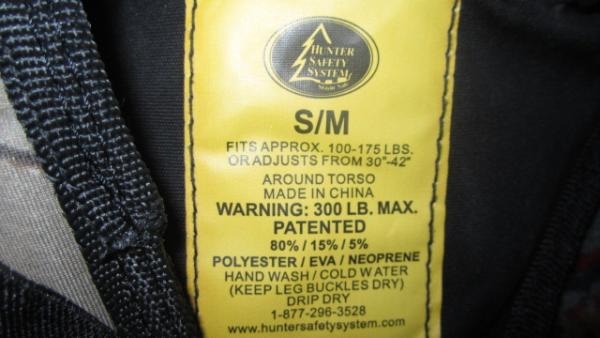 HUNTER
SAFETY
SYSTEM
S/M
FITS APPROX. 100-175 LBS.
OR ADJUSTS FROM 30"-42"
AROUND TORSO
MADE IN CHINA
WARNING: 300 LB. MAX.
PATENTED
80% / 15% / 5%
POLYESTER / EVA / NEOPRENE
HAND WASH / COLD WATER
(KEEP LEG BUCKLES DRY)
DRIP DRY
1-877-296-3528
www.huntersafetysystem.com